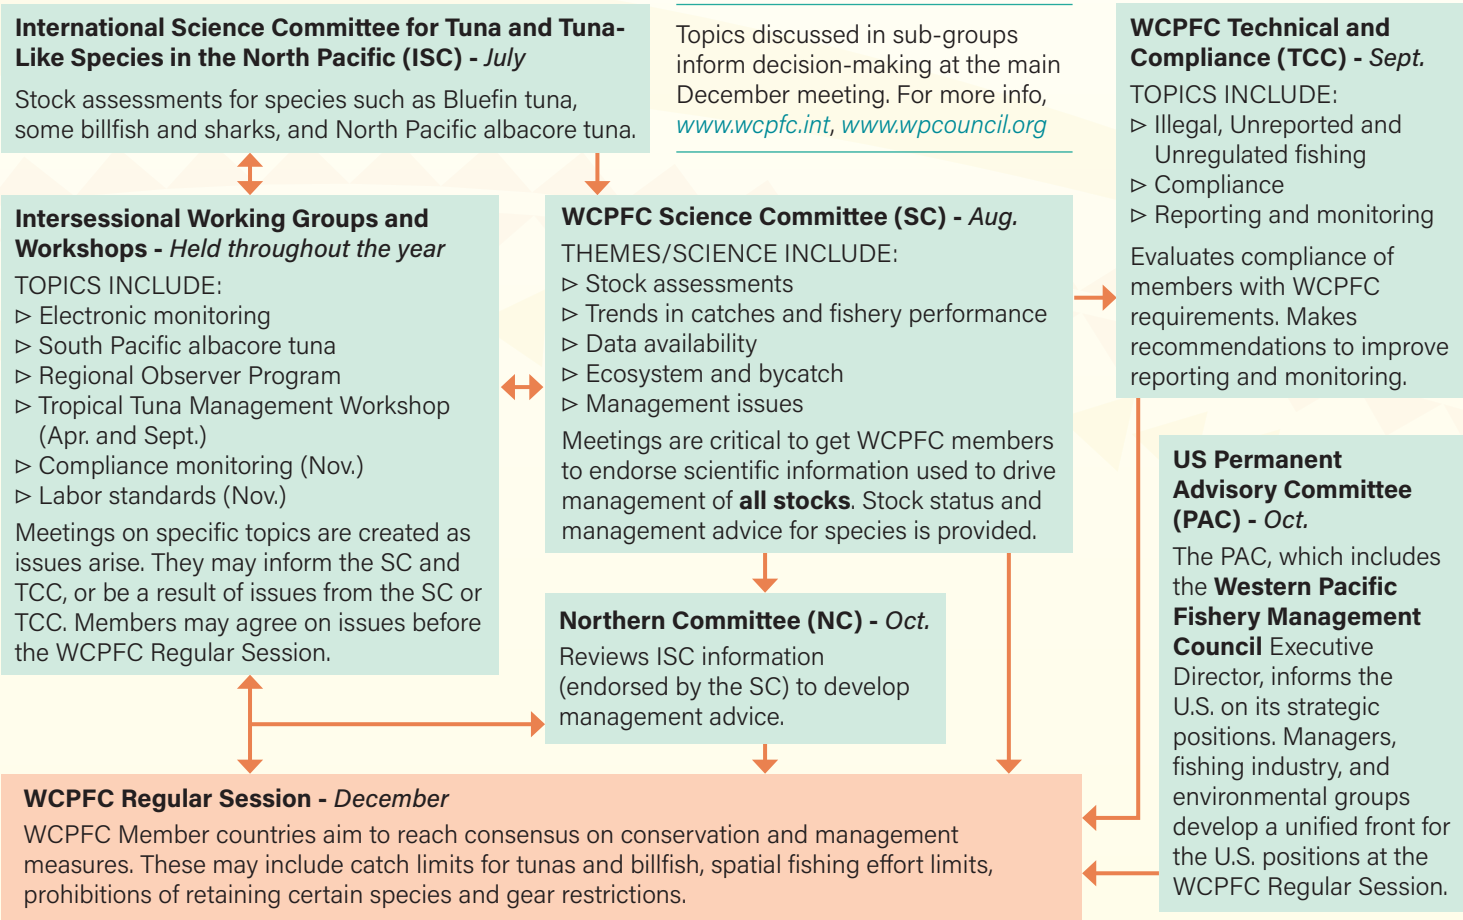 International Science Committee for Tuna and Tuna-
Like Species in the North Pacific (ISC) - July
Stock assessments for species such as Bluefin tuna,
some billfish and sharks, and North Pacific albacore tuna.
Topics discussed in sub-groups
inform decision-making at the main
December meeting. For more info,
www.wcpfc.int, www.wpcouncil.org
WCPFC Technical and
Compliance (TCC) - Sept.
TOPICS INCLUDE:
▷ Illegal, Unreported and
Unregulated fishing
▷ Compliance
▷ Reporting and monitoring
Evaluates compliance of
members with WCPFC
requirements. Makes
recommendations to improve
reporting and monitoring.
Intersessional Working Groups and
Workshops - Held throughout the year
TOPICS INCLUDE:
▷ Electronic monitoring
▷ South Pacific albacore tuna
▷ Regional Observer Program
▷ Tropical Tuna Management Workshop
(Apr. and Sept.)
▷ Compliance monitoring (Nov.)
▷ Labor standards (Nov.)
Meetings on specific topics are created as
issues arise. They may inform the SC and
TCC, or be a result of issues from the SC or
TCC. Members may agree on issues before
the WCPFC Regular Session.
WCPFC Science Committee (SC) - Aug.
THEMES/SCIENCE INCLUDE:
▷ Stock assessments
▷ Trends in catches and fishery performance
▷ Data availability
▷ Ecosystem and bycatch
▷ Management issues
Meetings are critical to get WCPFC members
to endorse scientific information used to drive
management of all stocks. Stock status and
management advice for species is provided.
Northern Committee (NC) - Oct.
Reviews ISC information
(endorsed by the SC) to develop
management advice.
US Permanent
Advisory Committee
(PAC) - Oct.
The PAC, which includes
the Western Pacific
Fishery Management
Council Executive
Director, informs the
U.S. on its strategic
positions. Managers,
fishing industry, and
environmental groups
develop a unified front for
the U.S. positions at the
WCPFC Regular Session.
WCPFC Regular Session - December
WCPFC Member countries aim to reach consensus on conservation and management
measures. These may include catch limits for tunas and billfish, spatial fishing effort limits,
prohibitions of retaining certain species and gear restrictions.